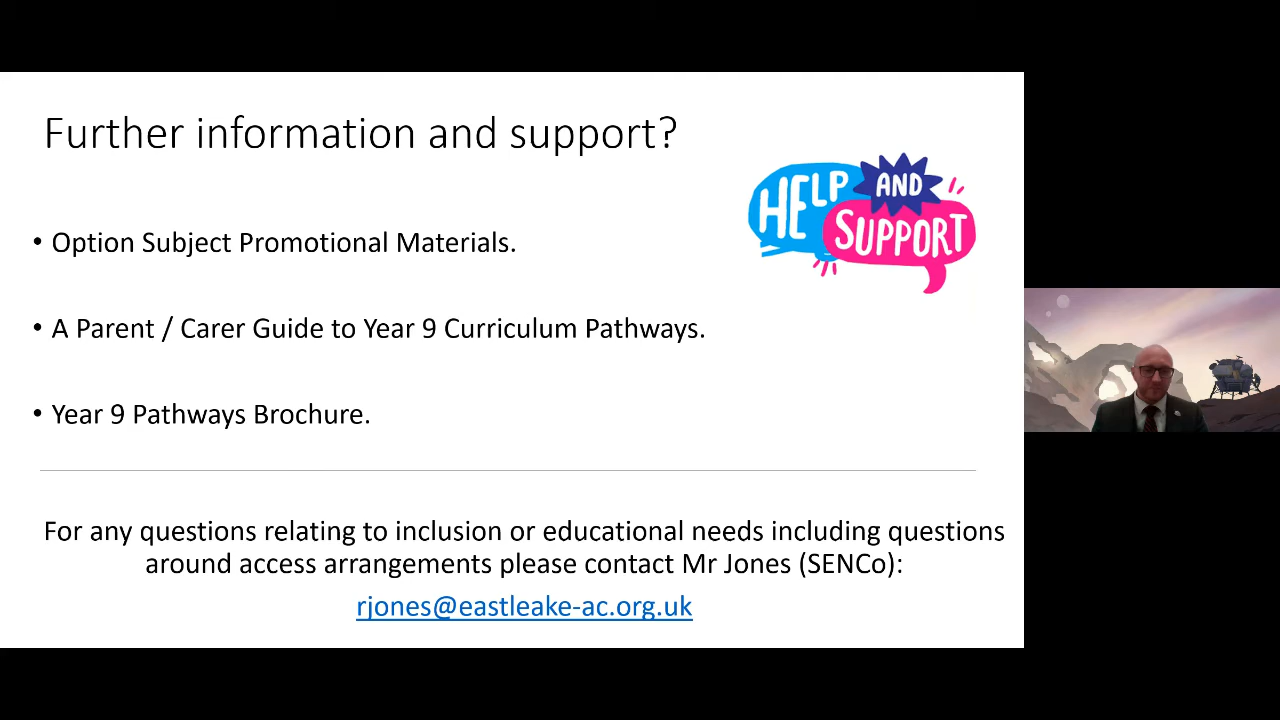 Further information and support?
HELP AND SUPPORT
• Option Subject Promotional Materials.
• A Parent / Carer Guide to Year 9 Curriculum Pathways.
• Year 9 Pathways Brochure.
For any questions relating to inclusion or educational needs including questions
around access arrangements please contact Mr Jones (SENCo):
rjones@eastleake-ac.org.uk